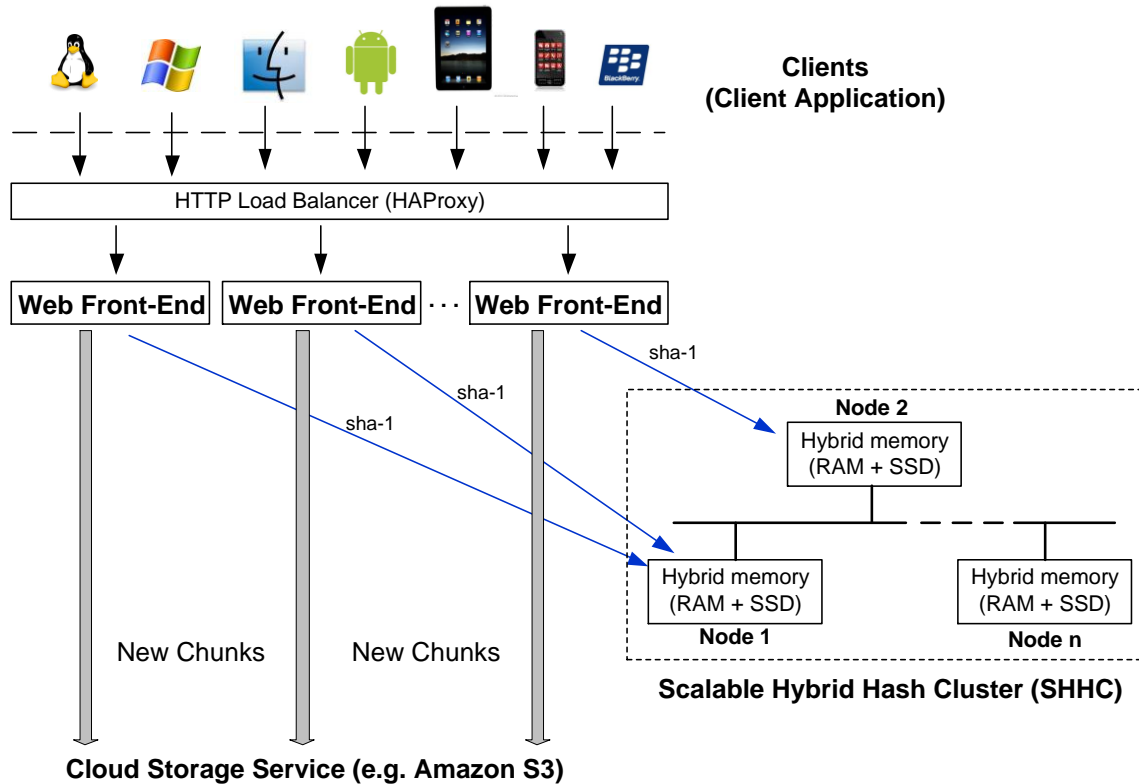 Clients
(Client Application)
BlackBerry
HTTP Load Balancer (HAProxy)
Web Front-End
Web Front-End
. . .
Web Front-End
sha-1
sha-1
sha-1
Node 2
Hybrid memory
(RAM + SSD)
Hybrid memory
(RAM + SSD)
Node 1
Hybrid memory
(RAM + SSD)
Node n
New Chunks
New Chunks
Scalable Hybrid Hash Cluster (SHHC)
Cloud Storage Service (e.g. Amazon S3)